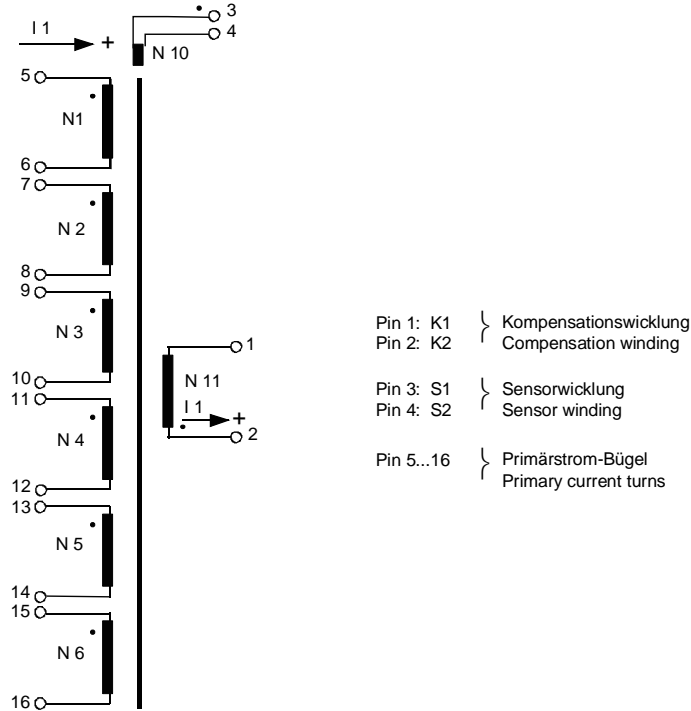 3
I 1
+
4
N 10
5
N1
6
7
N 2
8
9
N 3
10
1
N 11
I 1
+
2
11
N 4
12
13
N 5
14
15
N 6
16
Pin 1: K1 } Kompensationswicklung
Pin 2: K2 Compensation winding
Pin 3: S1 } Sensorwicklung
Pin 4: S2 Sensor winding
Pin 5...16 } Primärstrom-Bügel
Primary current turns